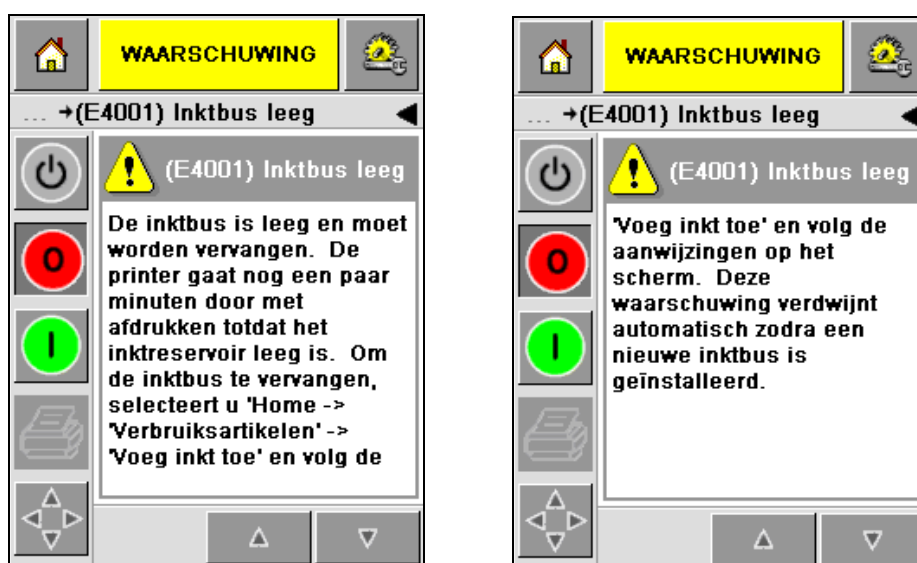 WAARSCHUWING
... →(E4001) Inktbus leeg
(E4001) Inktbus leeg
De inktbus is leeg en moet
worden vervangen. De
printer gaat nog een paar
minuten door met
afdrukken totdat het
inktreservoir leeg is. Om
de inktbus te vervangen,
selecteert u 'Home ->
'Verbruiksartikelen' ->
'Voeg inkt toe' en volg de
WAARSCHUWING
... →(E4001) Inktbus leeg
(E4001) Inktbus leeg
'Voeg inkt toe' en volg de
aanwijzingen op het
scherm. Deze
waarschuwing verdwijnt
automatisch zodra een
nieuwe inktbus is
geïnstalleerd.